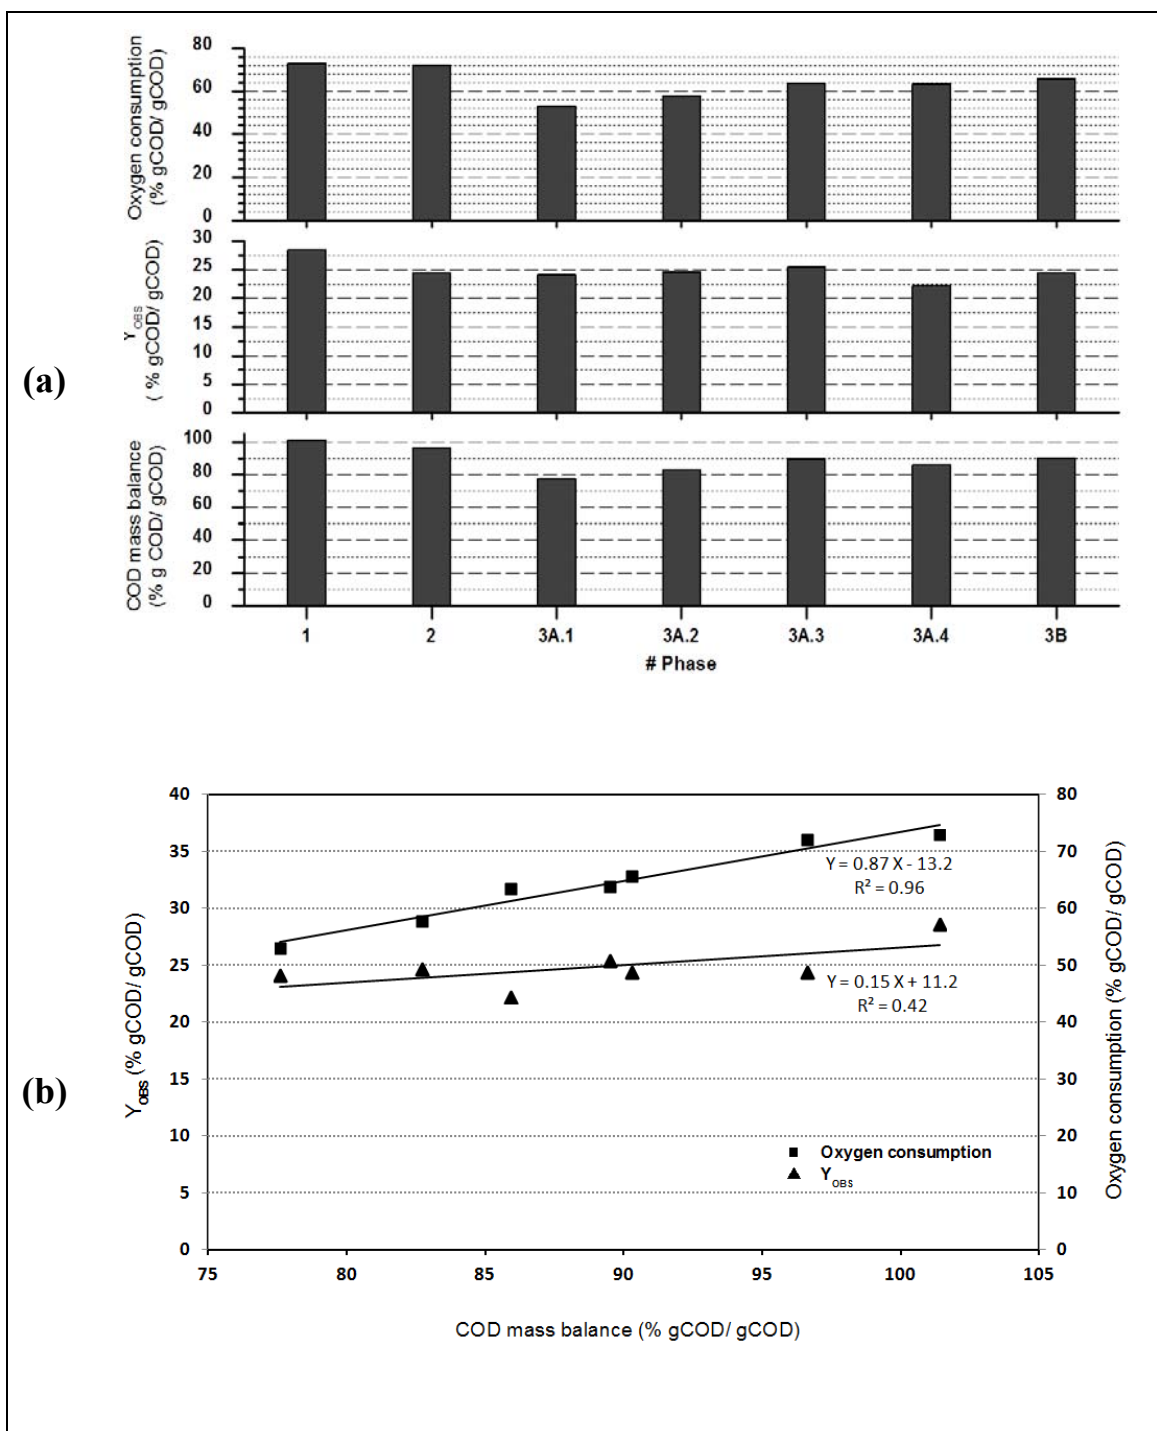 (a)
Oxygen consumption
(% gCOD/ gCOD)
80
60
40
20
0
Y OBS
( % gCOD/ gCOD)
30
25
20
15
10
5
0
COD mass balance
(% g COD/ gCOD)
100
80
60
40
20
0
1 2 3A.1 3A.2 3A.3 3A.4 3B
# Phase
(b)
YOBS (% gCOD/ gCOD)
40
35
30
25
20
15
10
5
0
Y = 0.87 X - 13.2
R² = 0.96
Y = 0.15 X + 11.2
R² = 0.42
Oxygen consumption
YOBS
80
70
60
50
40
30
20
10
0
Oxygen consumption (% gCOD/ gCOD)
75 80 85 90 95 100 105
COD mass balance (% gCOD/ gCOD)